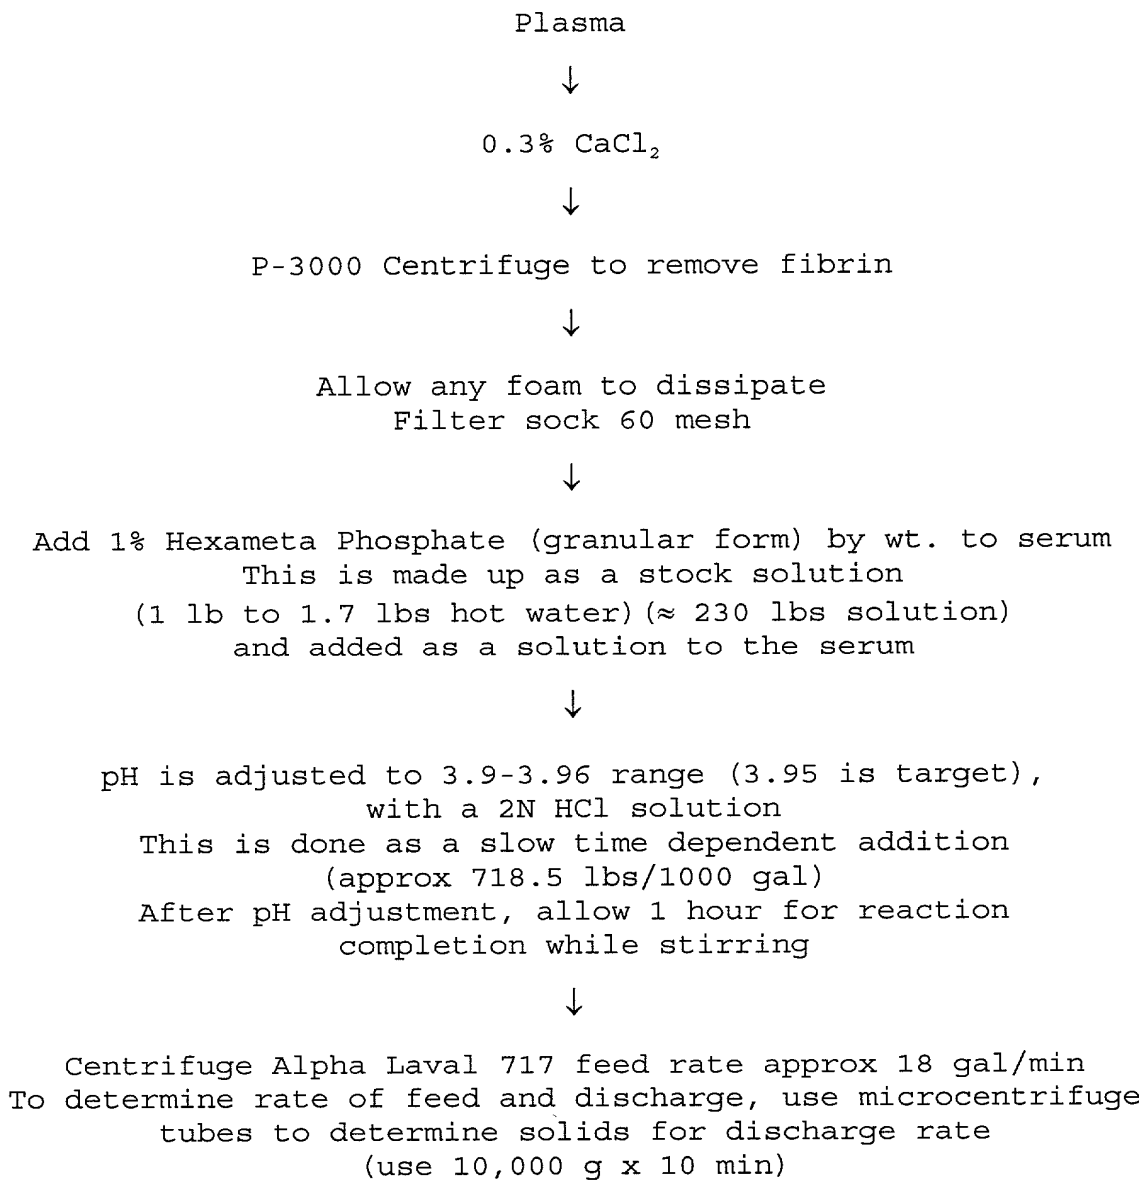 Plasma
↓
0.3% CaCl₂
↓
P-3000 Centrifuge to remove fibrin
↓
Allow any foam to dissipate
Filter sock 60 mesh
↓
Add 1% Hexameta Phosphate (granular form) by wt. to serum
This is made up as a stock solution
(1 lb to 1.7 lbs hot water)(≈ 230 lbs solution)
and added as a solution to the serum
↓
pH is adjusted to 3.9-3.96 range (3.95 is target),
with a 2N HCl solution
This is done as a slow time dependent addition
(approx 718.5 lbs/1000 gal)
After pH adjustment, allow 1 hour for reaction
completion while stirring
↓
Centrifuge Alpha Laval 717 feed rate approx 18 gal/min
To determine rate of feed and discharge, use microcentrifuge
tubes to determine solids for discharge rate
(use 10,000 g x 10 min)